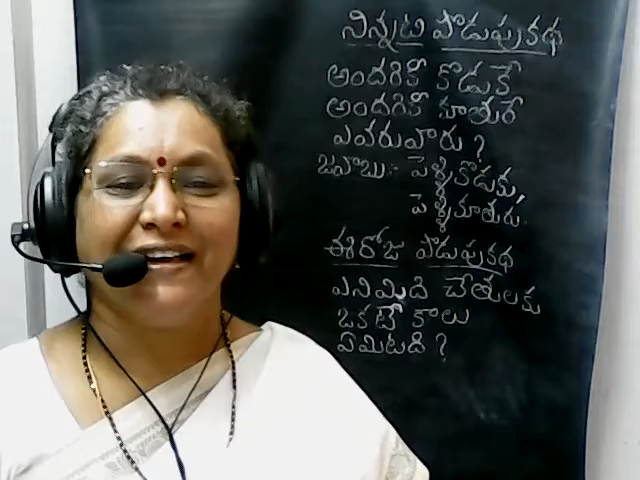 నిన్నటి పొడుపుకథ
అందరికీ కొడుకే
అందరికీ కూతురే
ఎవరువారు ?
జవాబు:- పెళ్ళికొడుకు,
పెళ్ళికూతురు.
ఈరోజు పొడుపుకథ
ఎనిమిది చేతులకు
ఒకటే కాలు
ఏమిటది ?